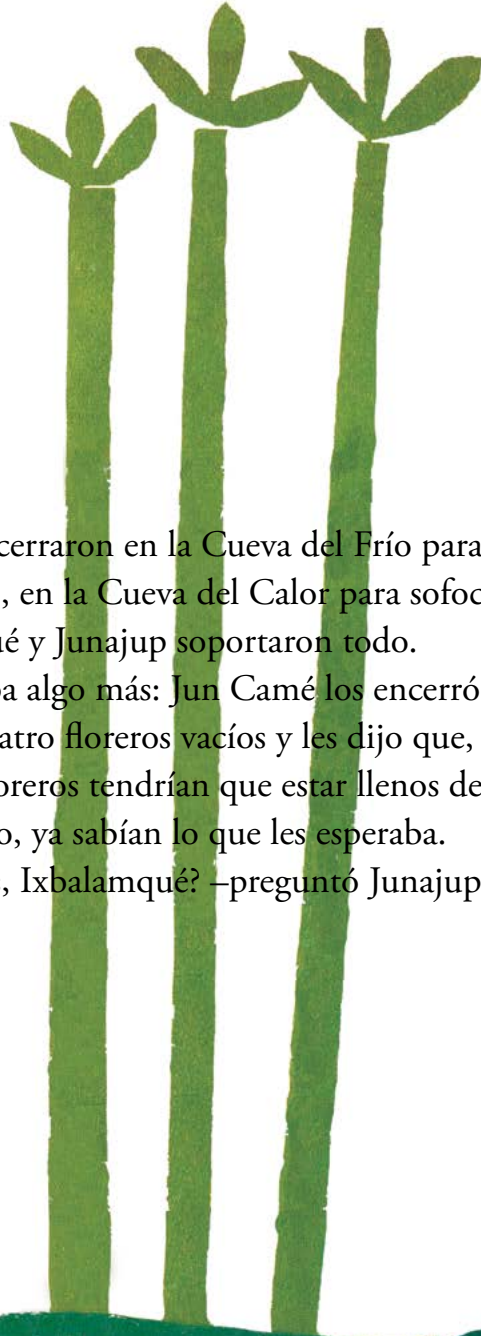 cerraron en la Cueva del Frío para
, en la Cueva del Calor para sofoc
ué y Junajup soportaron todo.
ba algo más: Jun Camé los encerró
atro floreros vacíos y les dijo que,
oreros tendrían que estar llenos de
o, ya sabían lo que les esperaba.
, Ixbalamqué? –preguntó Junajup